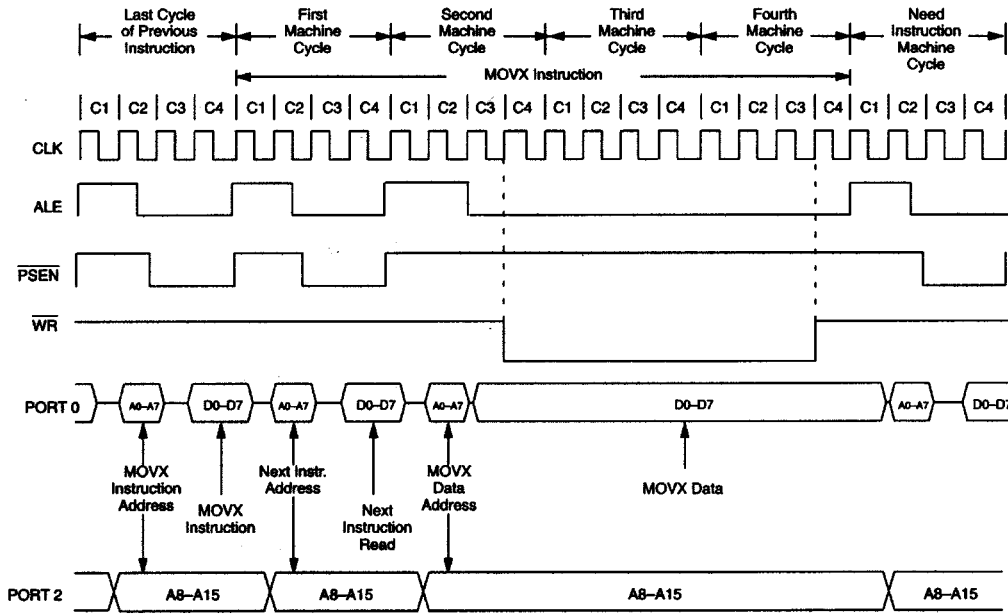 Last Cycle of Previous Instruction
First Machine Cycle
Second Machine Cycle
Third Machine Cycle
Fourth Machine Cycle
Need Instruction Machine Cycle
MOVX Instruction
C1 C2 C3 C4 C1 C2 C3 C4 C1 C2 C3 C4 C1 C2 C3 C4 C1 C2 C3 C4 C1 C2 C3 C4
CLK
ALE
PSEN
WR
PORT 0 A0–A7 D0–D7 A0–A7 D0–D7 A0–A7 D0–D7 A0–A7 D0–D7
MOVX Instruction Address
MOVX Instruction
Next Instr. Address
Next Instruction Read
MOVX Data Address
MOVX Data
PORT 2 A8–A15 A8–A15 A8–A15 A8–A15